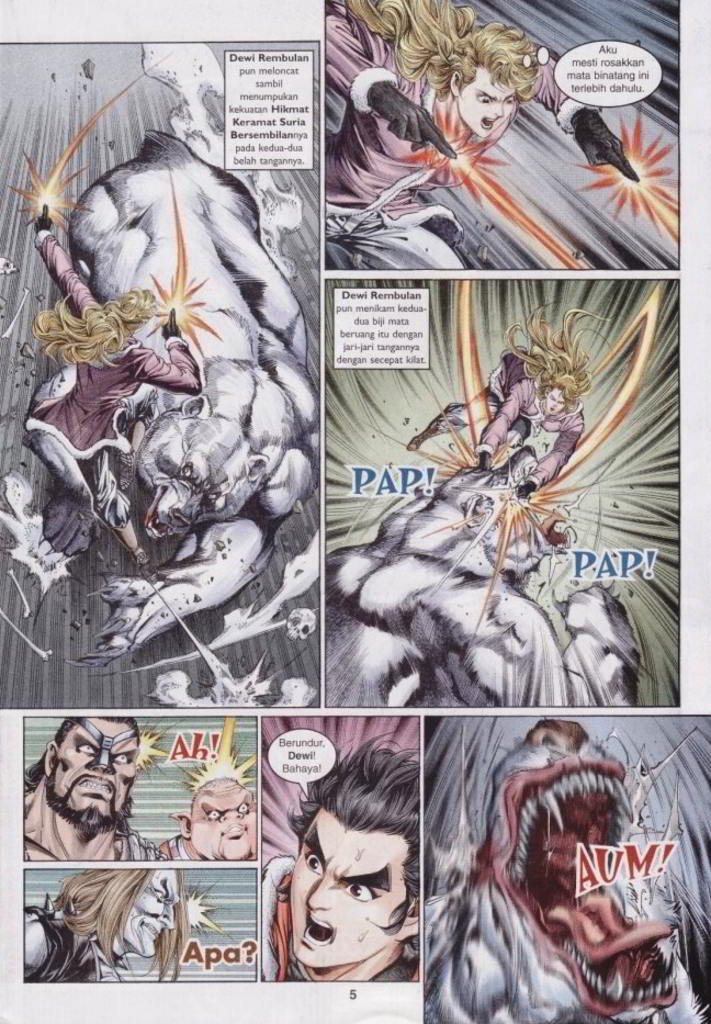 Dewi Rembulan
pun meloncat
sambil
menumpukan
kekuatan Hikmat
Keramat Suria
Bersembilannya
pada kedua-dua
belah tangannya.
Aku
mesti rosakkan
mata binatang ini
terlebih dahulu.
Dewi Rembulan
pun menikam kedua-
dua biji mata
beruang itu dengan
jari-jari tangannya
dengan secepat kilat.
PAP!
PAP!
Ah!
Apa?
Berundur,
Dewi!
Bahaya!
AUM!
5